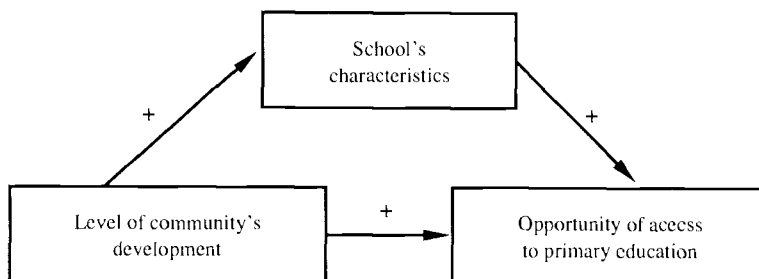 School's
characteristics
+
+
Level of community's
development
+
Opportunity of access
to primary education